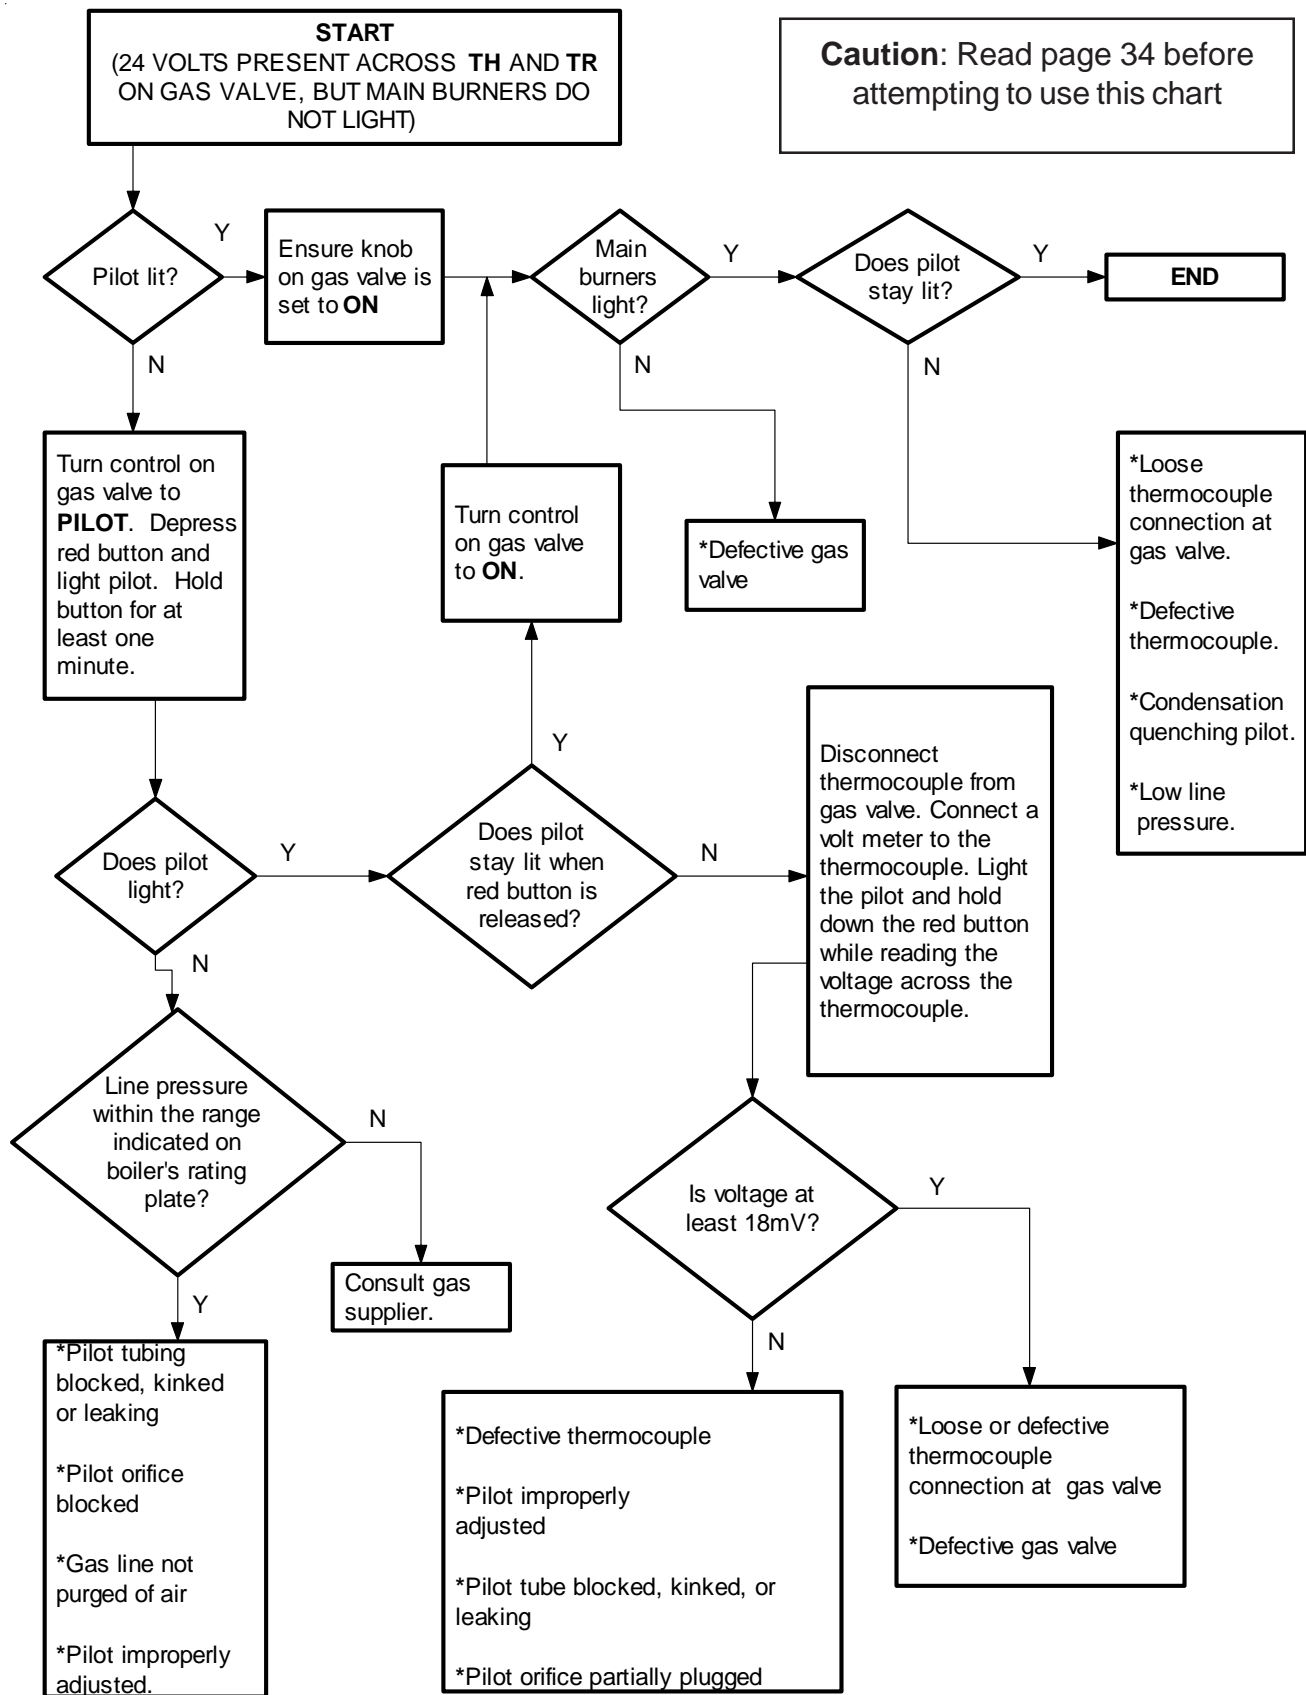 START
(24 VOLTS PRESENT ACROSS TH AND TR
ON GAS VALVE, BUT MAIN BURNERS DO
NOT LIGHT)
Caution: Read page 34 before
attempting to use this chart
Pilot lit?
Y
N
Ensure knob
on gas valve is
set to ON
Main
burners
light?
Y
N
Does pilot
stay lit?
Y
N
END
Turn control on
gas valve to
PILOT. Depress
red button and
light pilot. Hold
button for at
least one
minute.
Turn control
on gas valve
to ON.
*Defective gas
valve
*Loose
thermocouple
connection at
gas valve.
*Defective
thermocouple.
*Condensation
quenching pilot.
*Low line
pressure.
Does pilot
light?
Y
N
Does pilot
stay lit when
red button is
released?
Y
N
Disconnect
thermocouple from
gas valve. Connect a
volt meter to the
thermocouple. Light
the pilot and hold
down the red button
while reading the
voltage across the
thermocouple.
Line pressure
within the range
indicated on
boiler's rating
plate?
N
Y
Consult gas
supplier.
Is voltage at
least 18mV?
Y
N
*Pilot tubing
blocked, kinked
or leaking
*Pilot orifice
blocked
*Gas line not
purged of air
*Pilot improperly
adjusted.
*Defective thermocouple
*Pilot improperly
adjusted
*Pilot tube blocked, kinked, or
leaking
*Pilot orifice partially plugged
*Loose or defective
thermocouple
connection at gas valve
*Defective gas valve